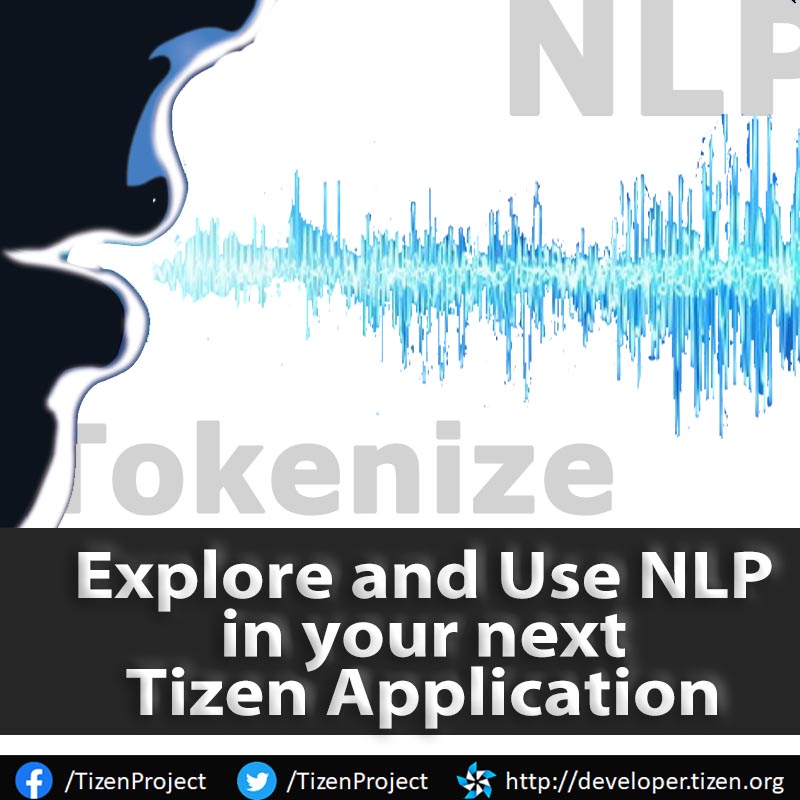 NLP
Tokenize
Explore and Use NLP
in your next
Tizen Application
/TizenProject /TizenProject http://developer.tizen.org